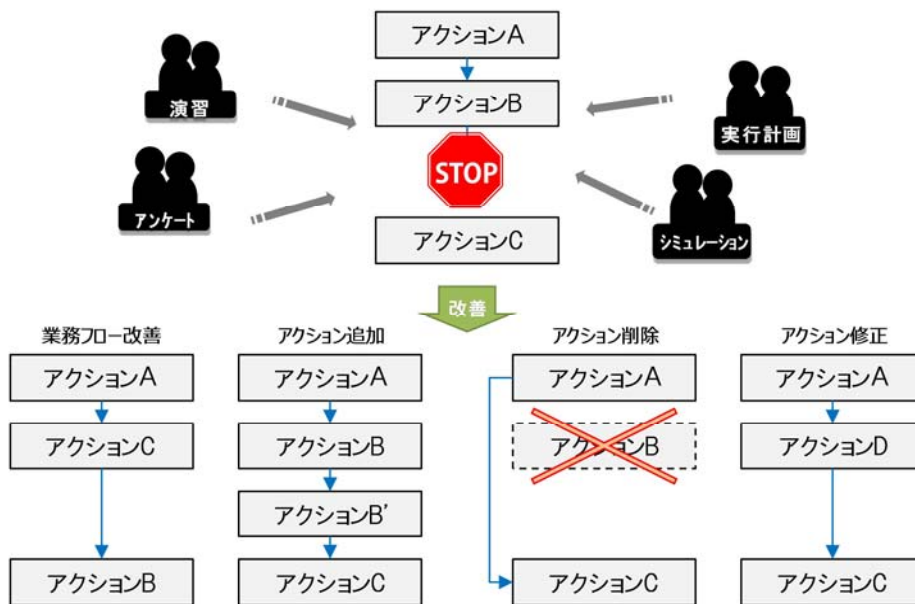 アクションA
演習
アクションB
実行計画
STOP
アンケート
シミュレーション
アクションC
改善
業務フロー改善
アクションA
アクションC
アクションB
アクション追加
アクションA
アクションB
アクションB'
アクションC
アクション削除
アクションA
アクションB
アクションC
アクション修正
アクションA
アクションD
アクションC